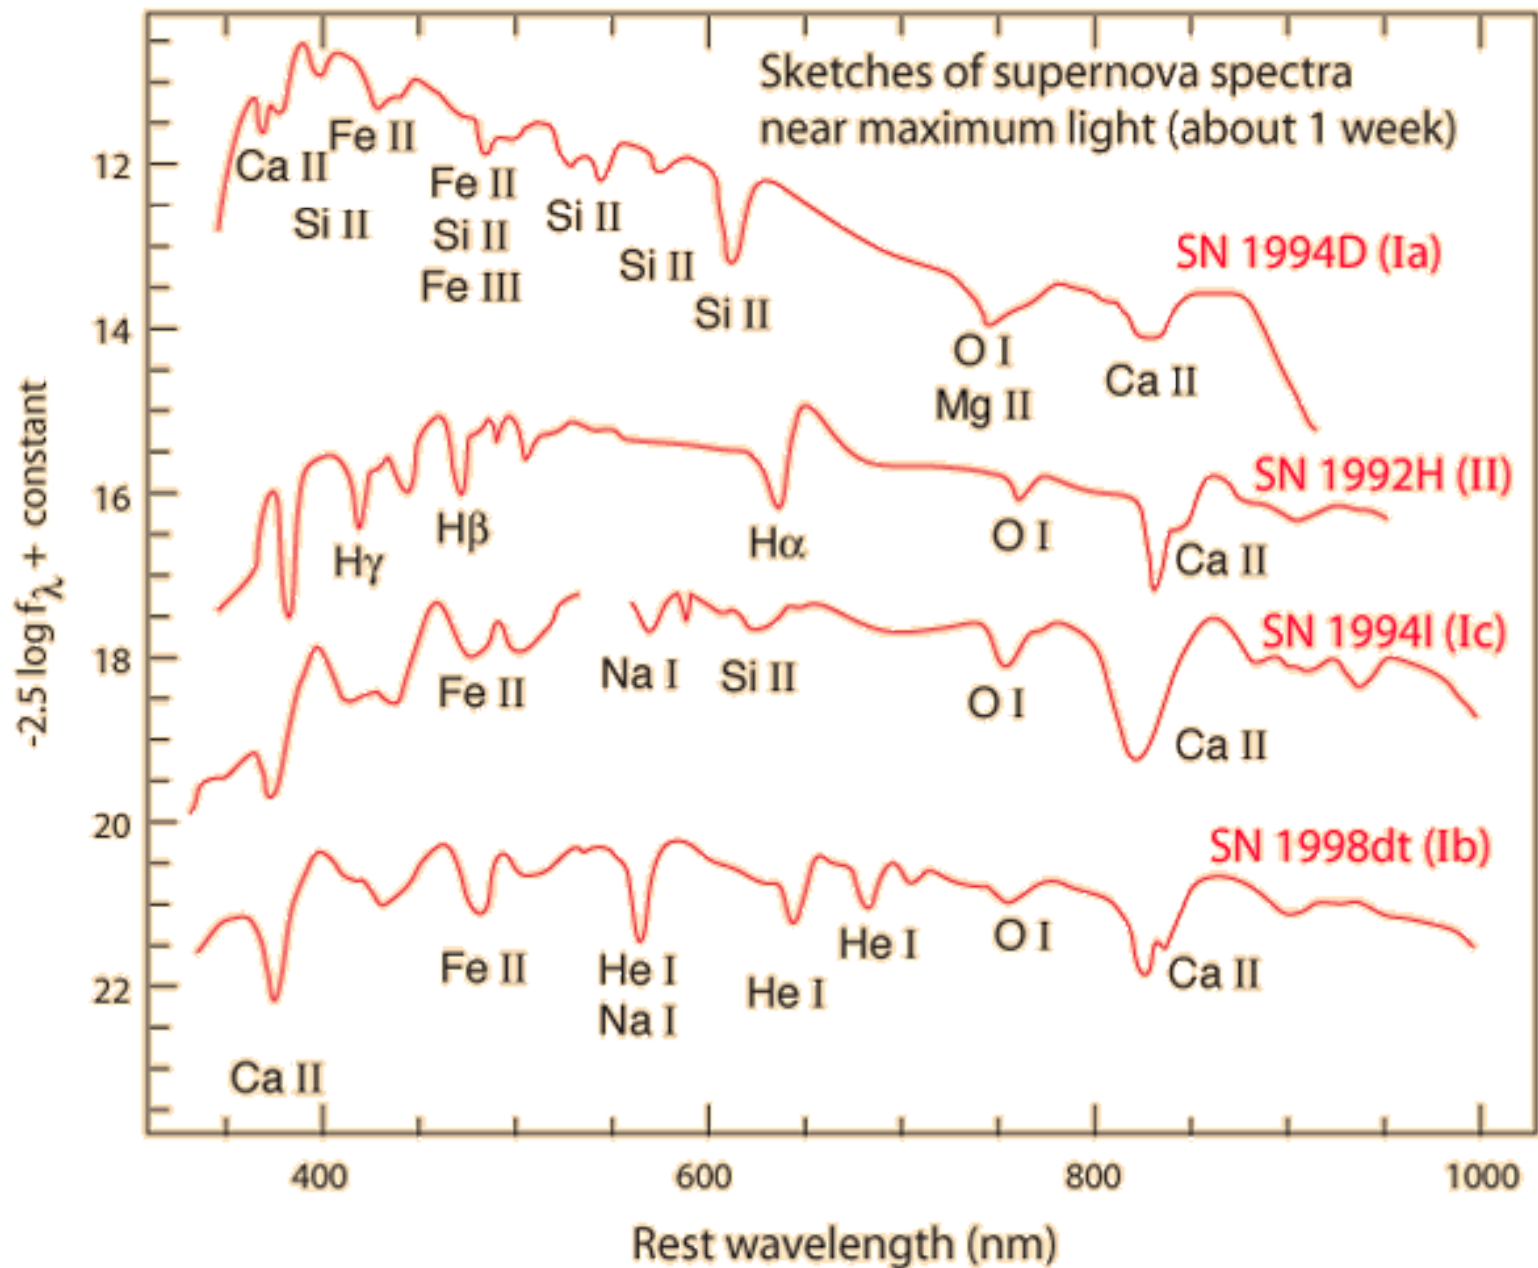 Sketches of supernova spectra
near maximum light (about 1 week)
Ca II
Fe II
Si II
Fe II
Si II
Fe III
Si II
Si II
Si II
O I
Mg II
Ca II
SN 1994D (Ia)
Hγ
Hβ
Hα
O I
Ca II
SN 1992H (II)
Fe II
Na I
Si II
O I
Ca II
SN 1994I (Ic)
Ca II
Fe II
He I
Na I
He I
He I
O I
Ca II
SN 1998dt (Ib)
-2.5 log fλ + constant
12
14
16
18
20
22
400
600
800
1000
Rest wavelength (nm)